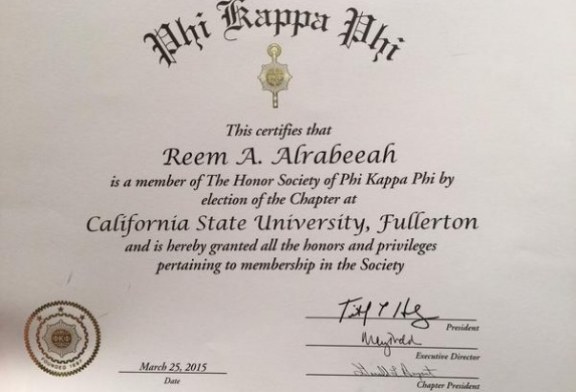 Phi Kappa Phi
This certifies that
Reem A. Alrabeeah
is a member of The Honor Society of Phi Kappa Phi by
election of the Chapter at
California State University, Fullerton
and is hereby granted all the honors and privileges
pertaining to membership in the Society
President
Executive Director
March 25, 2015
Date
Chapter President
FOUNDED 1897